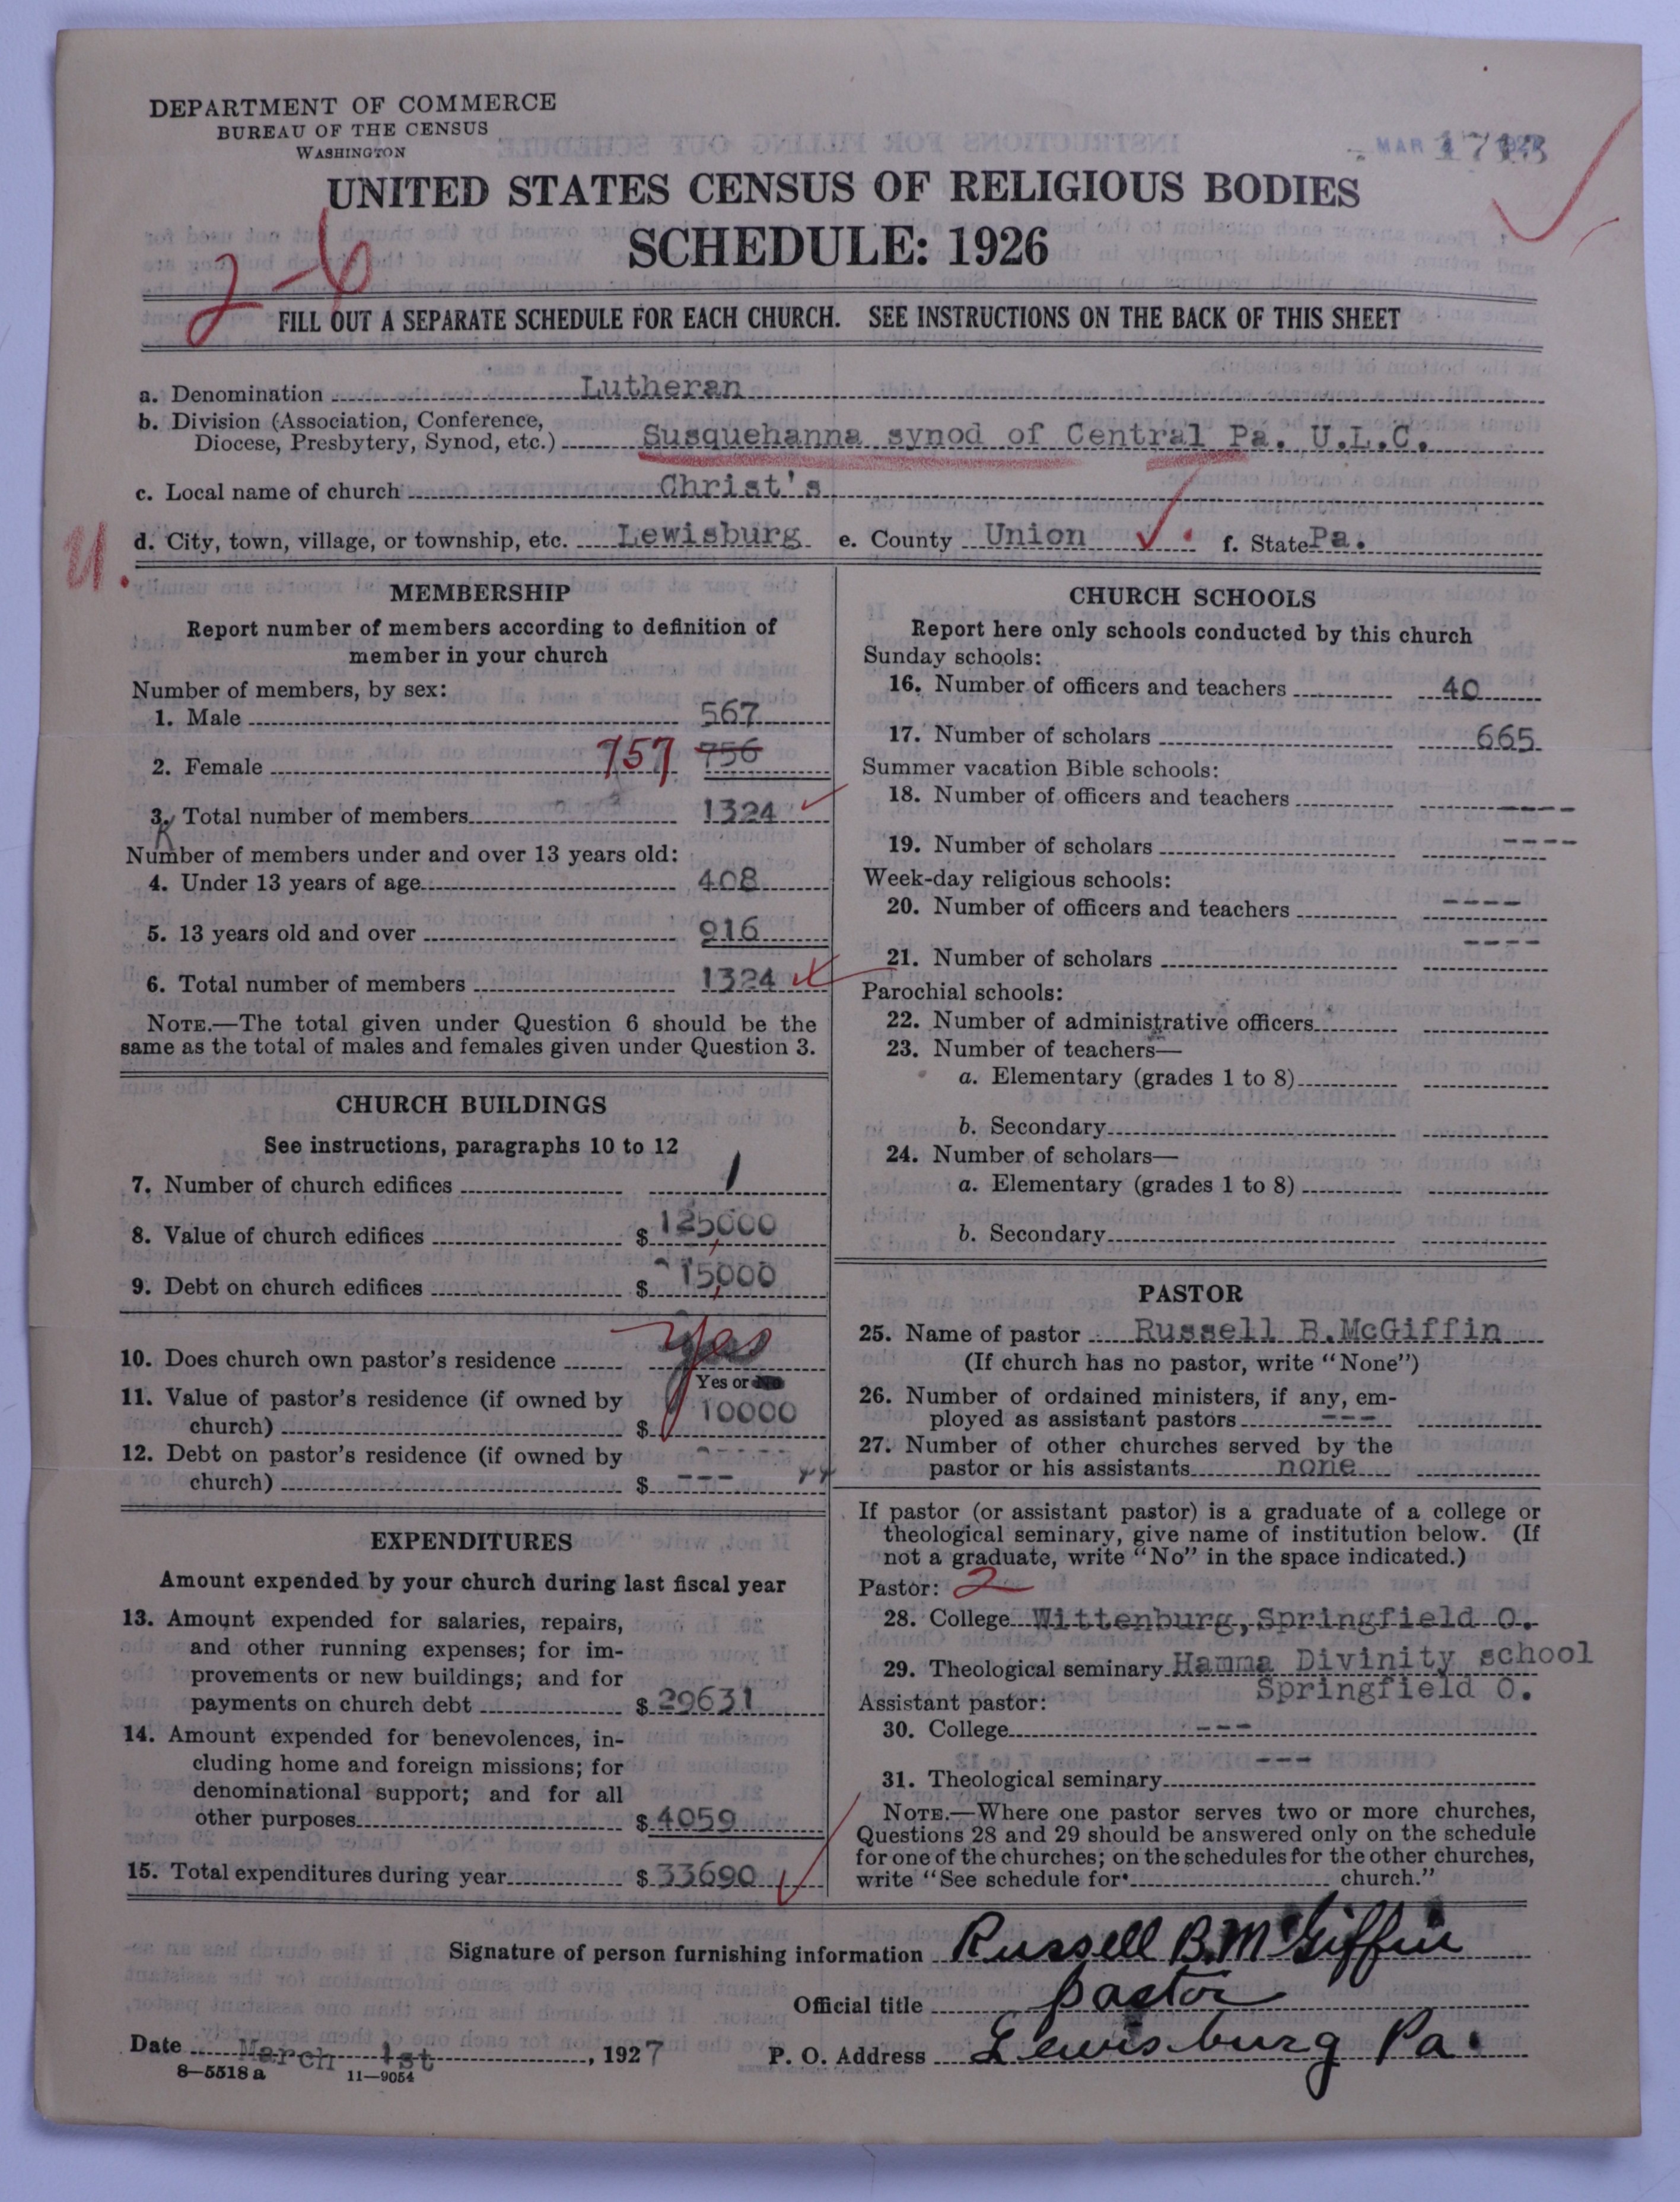 DEPARTMENT OF COMMERCE
BUREAU OF THE CENSUS
WASHINGTON
MAR
UNITED STATES CENSUS OF RELIGIOUS BODIES
SCHEDULE: 1926
2-6
FILL OUT A SEPARATE SCHEDULE FOR EACH CHURCH. SEE INSTRUCTIONS ON THE BACK OF THIS SHEET
a. Denomination Lutheran
b. Division (Association, Conference,
Diocese, Presbytery, Synod, etc.) Susquehanna synod of Central Pa. U.L.C.
c. Local name of church Christ's
d. City, town, village, or township, etc. Lewisburg e. County Union f. State Pa.
U.
MEMBERSHIP
Report number of members according to definition of
member in your church
Number of members, by sex:
1. Male 567
2. Female 757 756
3. Total number of members 1324
Number of members under and over 13 years old:
4. Under 13 years of age 408
5. 13 years old and over 916
6. Total number of members 1324
NOTE.—The total given under Question 6 should be the
same as the total of males and females given under Question 3.
CHURCH BUILDINGS
See instructions, paragraphs 10 to 12
7. Number of church edifices 1
8. Value of church edifices $ 125000
9. Debt on church edifices $ 15000
10. Does church own pastor's residence Yes
Yes or No
11. Value of pastor's residence (if owned by
church) $ 10000
12. Debt on pastor's residence (if owned by
church) $ ---
EXPENDITURES
Amount expended by your church during last fiscal year
13. Amount expended for salaries, repairs,
and other running expenses; for im-
provements or new buildings; and for
payments on church debt $ 29631
14. Amount expended for benevolences, in-
cluding home and foreign missions; for
denominational support; and for all
other purposes $ 4059
15. Total expenditures during year $ 33690
CHURCH SCHOOLS
Report here only schools conducted by this church
Sunday schools:
16. Number of officers and teachers 40
17. Number of scholars 665
Summer vacation Bible schools:
18. Number of officers and teachers ----
19. Number of scholars ----
Week-day religious schools:
20. Number of officers and teachers ----
21. Number of scholars ----
Parochial schools:
22. Number of administrative officers
23. Number of teachers—
a. Elementary (grades 1 to 8)
b. Secondary
24. Number of scholars—
a. Elementary (grades 1 to 8)
b. Secondary
PASTOR
25. Name of pastor Russell B.McGiffin
(If church has no pastor, write "None")
26. Number of ordained ministers, if any, em-
ployed as assistant pastors ---
27. Number of other churches served by the
pastor or his assistants none
If pastor (or assistant pastor) is a graduate of a college or
theological seminary, give name of institution below. (If
not a graduate, write "No" in the space indicated.)
Pastor: 2
28. College Wittenburg,Springfield O.
29. Theological seminary Hamma Divinity school
Springfield O.
Assistant pastor:
30. College ---
31. Theological seminary ---
NOTE.—Where one pastor serves two or more churches,
Questions 28 and 29 should be answered only on the schedule
for one of the churches; on the schedules for the other churches,
write "See schedule for church."
Signature of person furnishing information Russell B. McGiffin
Official title pastor
Date March 1st, 1927 P. O. Address Lewisburg Pa.
8—5518 a 11—9054